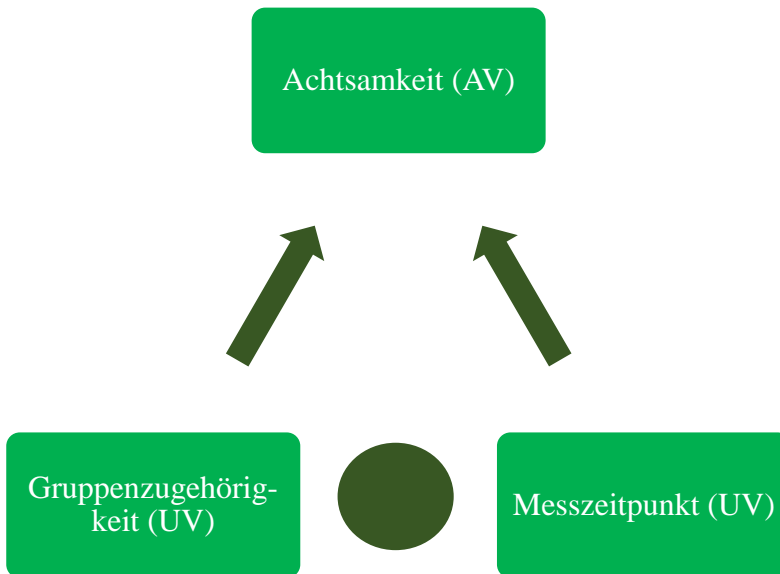 Achtsamkeit (AV)
Gruppenzugehörig-
keit (UV)
Messzeitpunkt (UV)